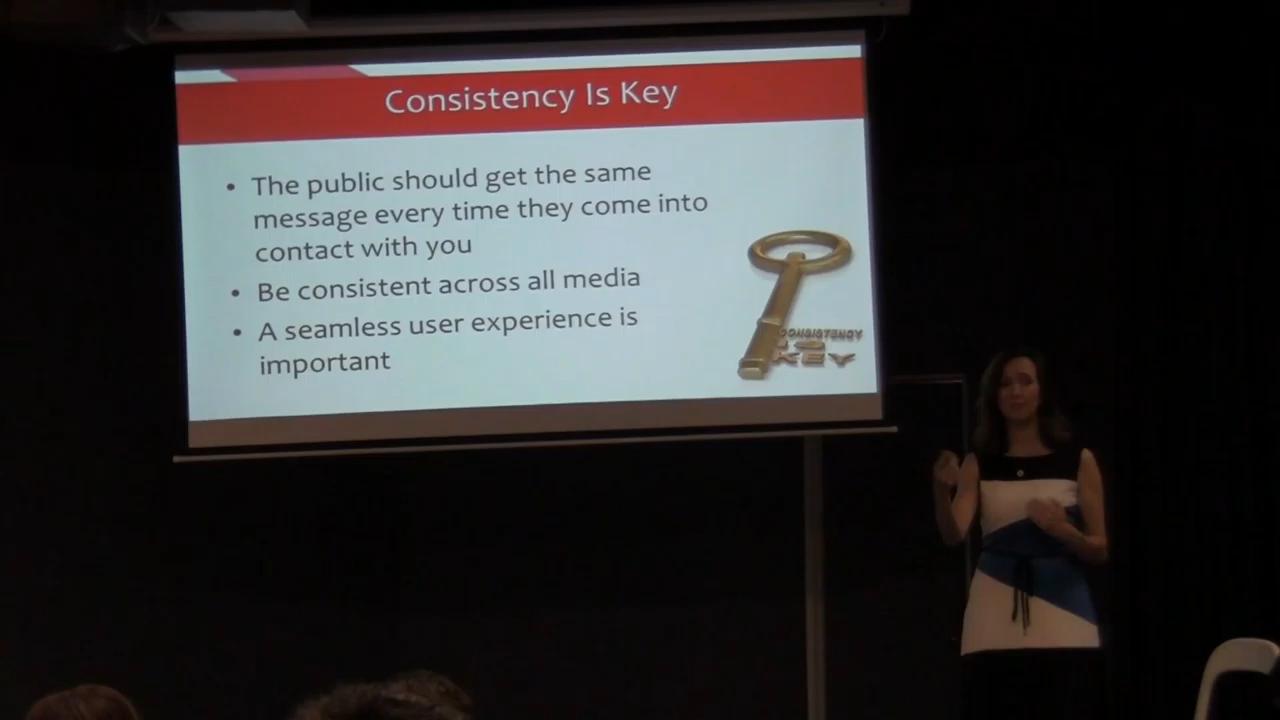 Consistency Is Key
• The public should get the same
message every time they come into
contact with you
• Be consistent across all media
• A seamless user experience is
important
CONSISTENCY
IS
KEY